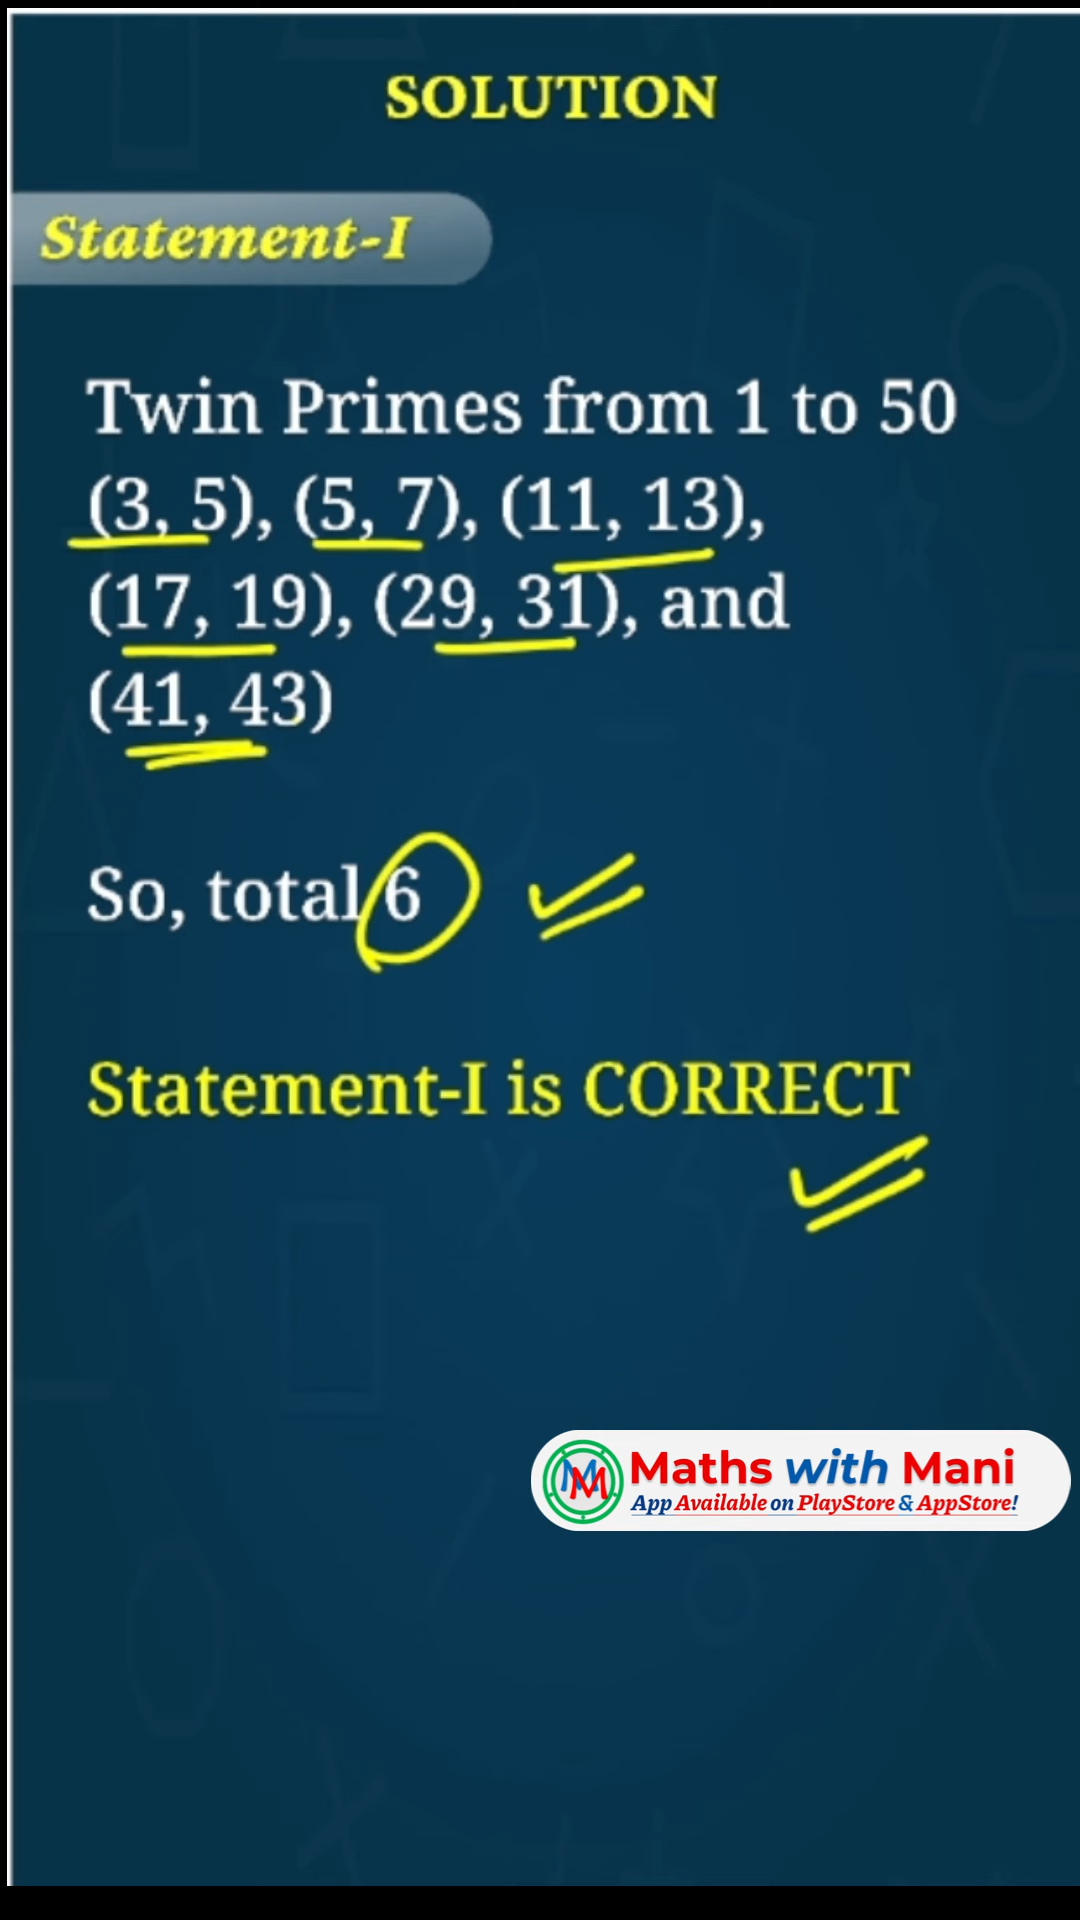 SOLUTION
Statement-I
Twin Primes from 1 to 50
(3, 5), (5, 7), (11, 13),
(17, 19), (29, 31), and
(41, 43)
So, total 6
Statement-I is CORRECT
MM Maths with Mani
App Available on PlayStore & AppStore!